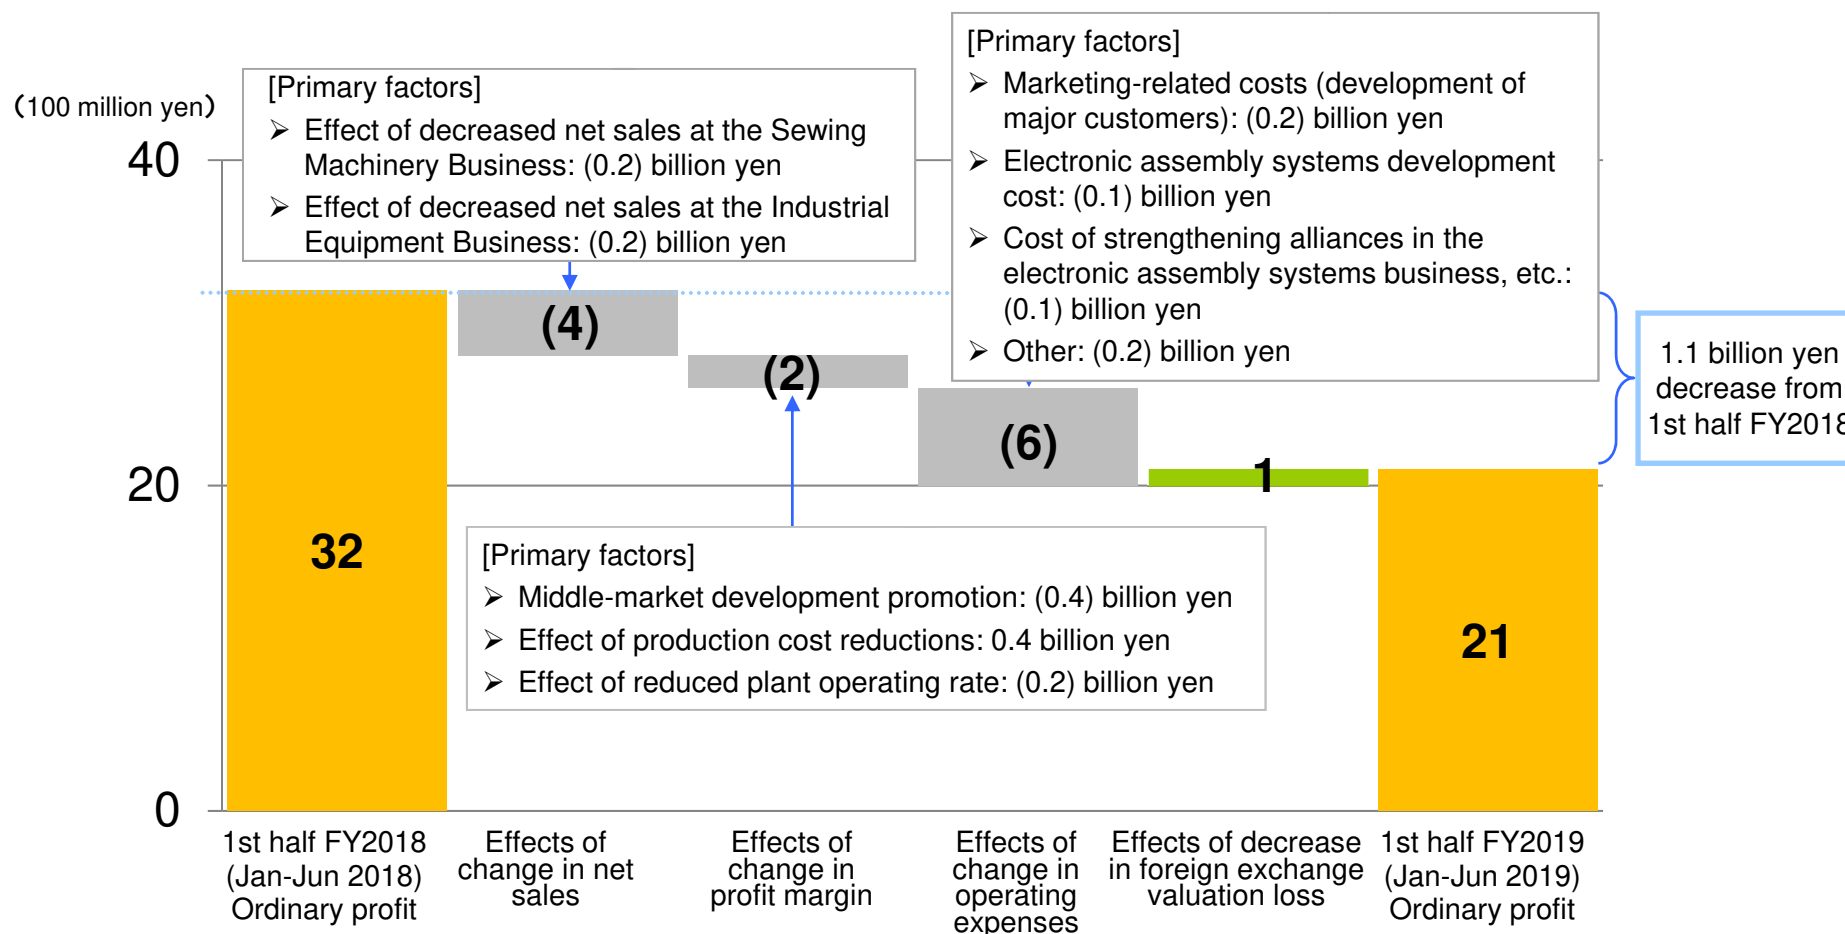 (100 million yen)
40
20
0
[Primary factors]
➢ Effect of decreased net sales at the Sewing
Machinery Business: (0.2) billion yen
➢ Effect of decreased net sales at the Industrial
Equipment Business: (0.2) billion yen
[Primary factors]
➢ Marketing-related costs (development of
major customers): (0.2) billion yen
➢ Electronic assembly systems development
cost: (0.1) billion yen
➢ Cost of strengthening alliances in the
electronic assembly systems business, etc.:
(0.1) billion yen
➢ Other: (0.2) billion yen
1.1 billion yen
decrease from
1st half FY2018
32
(4)
(2)
(6)
1
21
[Primary factors]
➢ Middle-market development promotion: (0.4) billion yen
➢ Effect of production cost reductions: 0.4 billion yen
➢ Effect of reduced plant operating rate: (0.2) billion yen
1st half FY2018
(Jan-Jun 2018)
Ordinary profit
Effects of
change in net
sales
Effects of
change in
profit margin
Effects of
change in
operating
expenses
Effects of decrease
in foreign exchange
valuation loss
1st half FY2019
(Jan-Jun 2019)
Ordinary profit